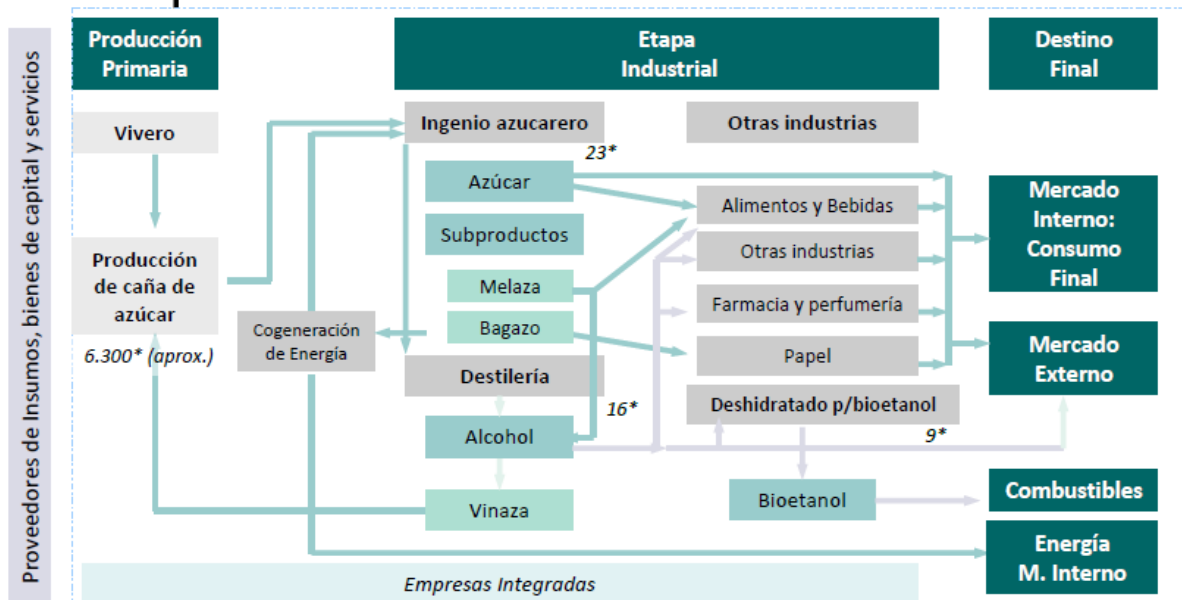 Proveedores de Insumos, bienes de capital y servicios
Producción
Primaria
Etapa
Industrial
Destino
Final
Vivero
Ingenio azucarero
Otras industrias
23*
Azúcar
Alimentos y Bebidas
Mercado
Interno:
Consumo
Final
Subproductos
Otras industrias
Producción
de caña de
azúcar
Melaza
Farmacia y perfumería
Cogeneración
de Energía
Bagazo
6.300* (aprox.)
Papel
Mercado
Externo
Destilería
16*
Deshidratado p/bioetanol
9*
Alcohol
Bioetanol
Combustibles
Vinaza
Energía
M. Interno
Empresas Integradas